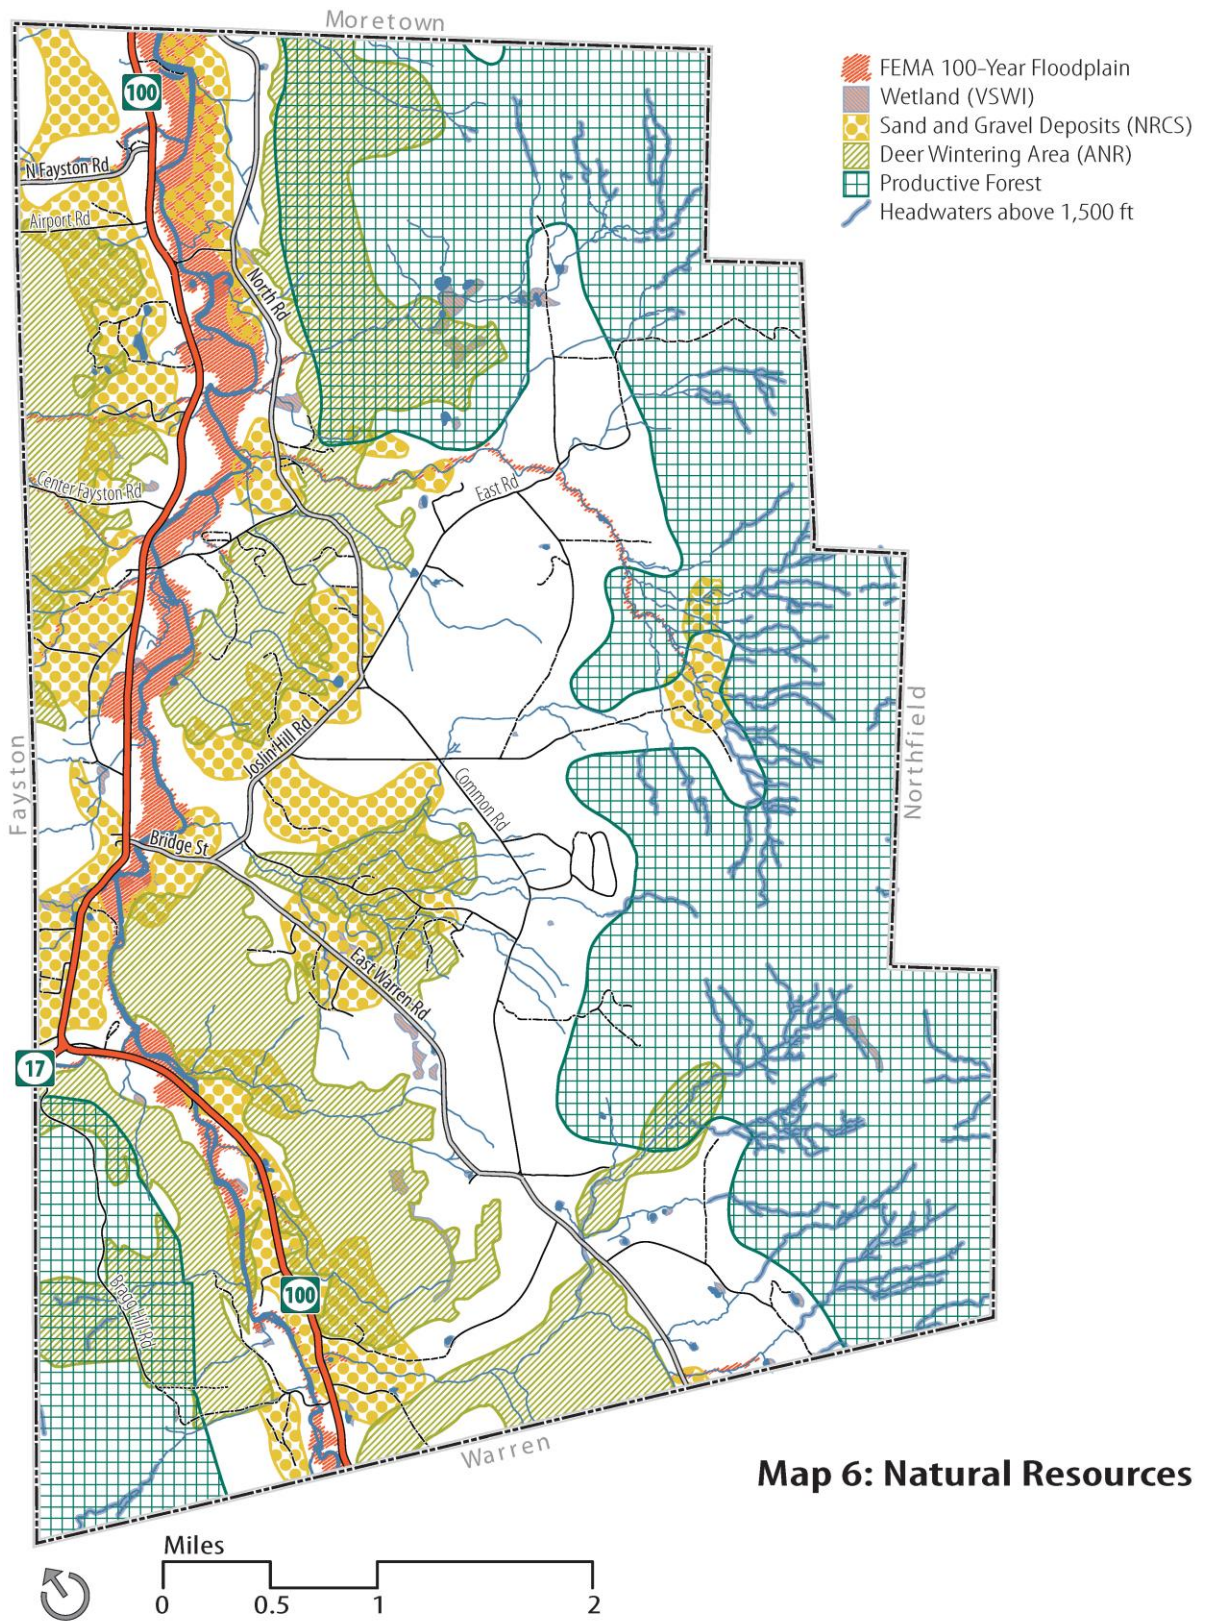 Moretown
FEMA 100-Year Floodplain
Wetland (VSWI)
Sand and Gravel Deposits (NRCS)
Deer Wintering Area (ANR)
Productive Forest
Headwaters above 1,500 ft
100
N Fayston Rd
Airport Rd
North Rd
Center Fayston Rd
East Rd
Northfield
Fayston
Joslin Hill Rd
Common Rd
Bridge St
East Warren Rd
17
100
Bragg Hill Rd
Warren
Map 6: Natural Resources
Miles
0 0.5 1 2